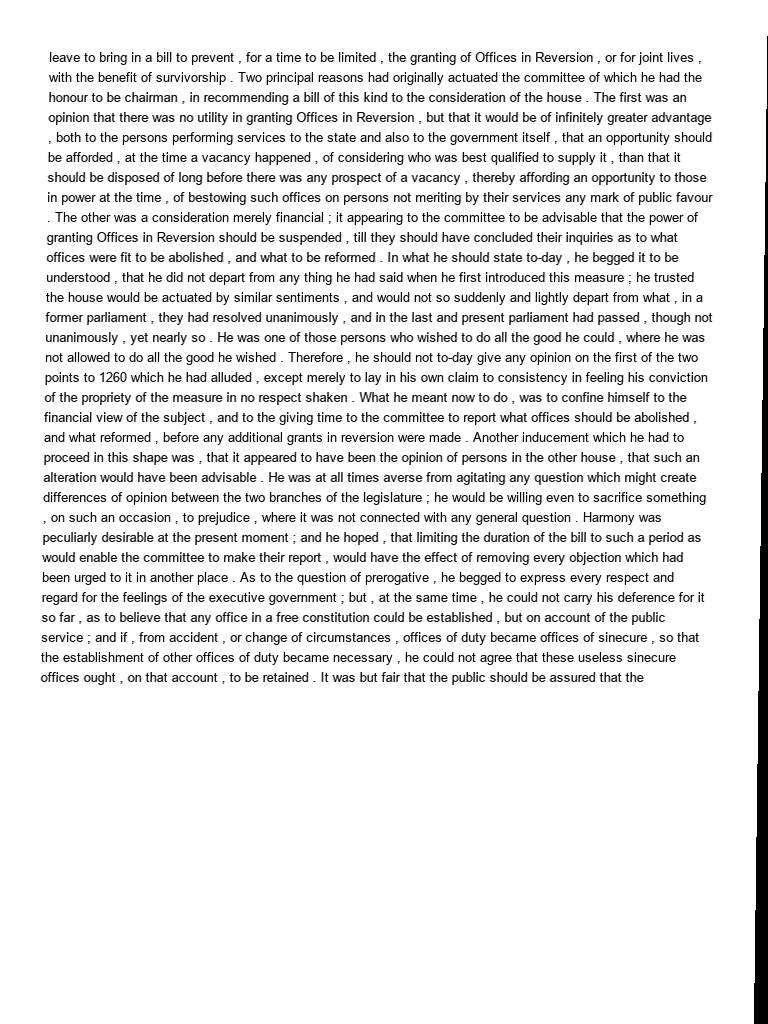 leave to bring in a bill to prevent , for a time to be limited , the granting of Offices in Reversion , or for joint lives ,
with the benefit of survivorship . Two principal reasons had originally actuated the committee of which he had the
honour to be chairman , in recommending a bill of this kind to the consideration of the house . The first was an
opinion that there was no utility in granting Offices in Reversion , but that it would be of infinitely greater advantage
, both to the persons performing services to the state and also to the government itself , that an opportunity should
be afforded , at the time a vacancy happened , of considering who was best qualified to supply it , than that it
should be disposed of long before there was any prospect of a vacancy , thereby affording an opportunity to those
in power at the time , of bestowing such offices on persons not meriting by their services any mark of public favour
. The other was a consideration merely financial ; it appearing to the committee to be advisable that the power of
granting Offices in Reversion should be suspended , till they should have concluded their inquiries as to what
offices were fit to be abolished , and what to be reformed . In what he should state to-day , he begged it to be
understood , that he did not depart from any thing he had said when he first introduced this measure ; he trusted
the house would be actuated by similar sentiments , and would not so suddenly and lightly depart from what , in a
former parliament , they had resolved unanimously , and in the last and present parliament had passed , though not
unanimously , yet nearly so . He was one of those persons who wished to do all the good he could , where he was
not allowed to do all the good he wished . Therefore , he should not to-day give any opinion on the first of the two
points to 1260 which he had alluded , except merely to lay in his own claim to consistency in feeling his conviction
of the propriety of the measure in no respect shaken . What he meant now to do , was to confine himself to the
financial view of the subject , and to the giving time to the committee to report what offices should be abolished ,
and what reformed , before any additional grants in reversion were made . Another inducement which he had to
proceed in this shape was , that it appeared to have been the opinion of persons in the other house , that such an
alteration would have been advisable . He was at all times averse from agitating any question which might create
differences of opinion between the two branches of the legislature ; he would be willing even to sacrifice something
, on such an occasion , to prejudice , where it was not connected with any general question . Harmony was
peculiarly desirable at the present moment ; and he hoped , that limiting the duration of the bill to such a period as
would enable the committee to make their report , would have the effect of removing every objection which had
been urged to it in another place . As to the question of prerogative , he begged to express every respect and
regard for the feelings of the executive government ; but , at the same time , he could not carry his deference for it
so far , as to believe that any office in a free constitution could be established , but on account of the public
service ; and if , from accident , or change of circumstances , offices of duty became offices of sinecure , so that
the establishment of other offices of duty became necessary , he could not agree that these useless sinecure
offices ought , on that account , to be retained . It was but fair that the public should be assured that the